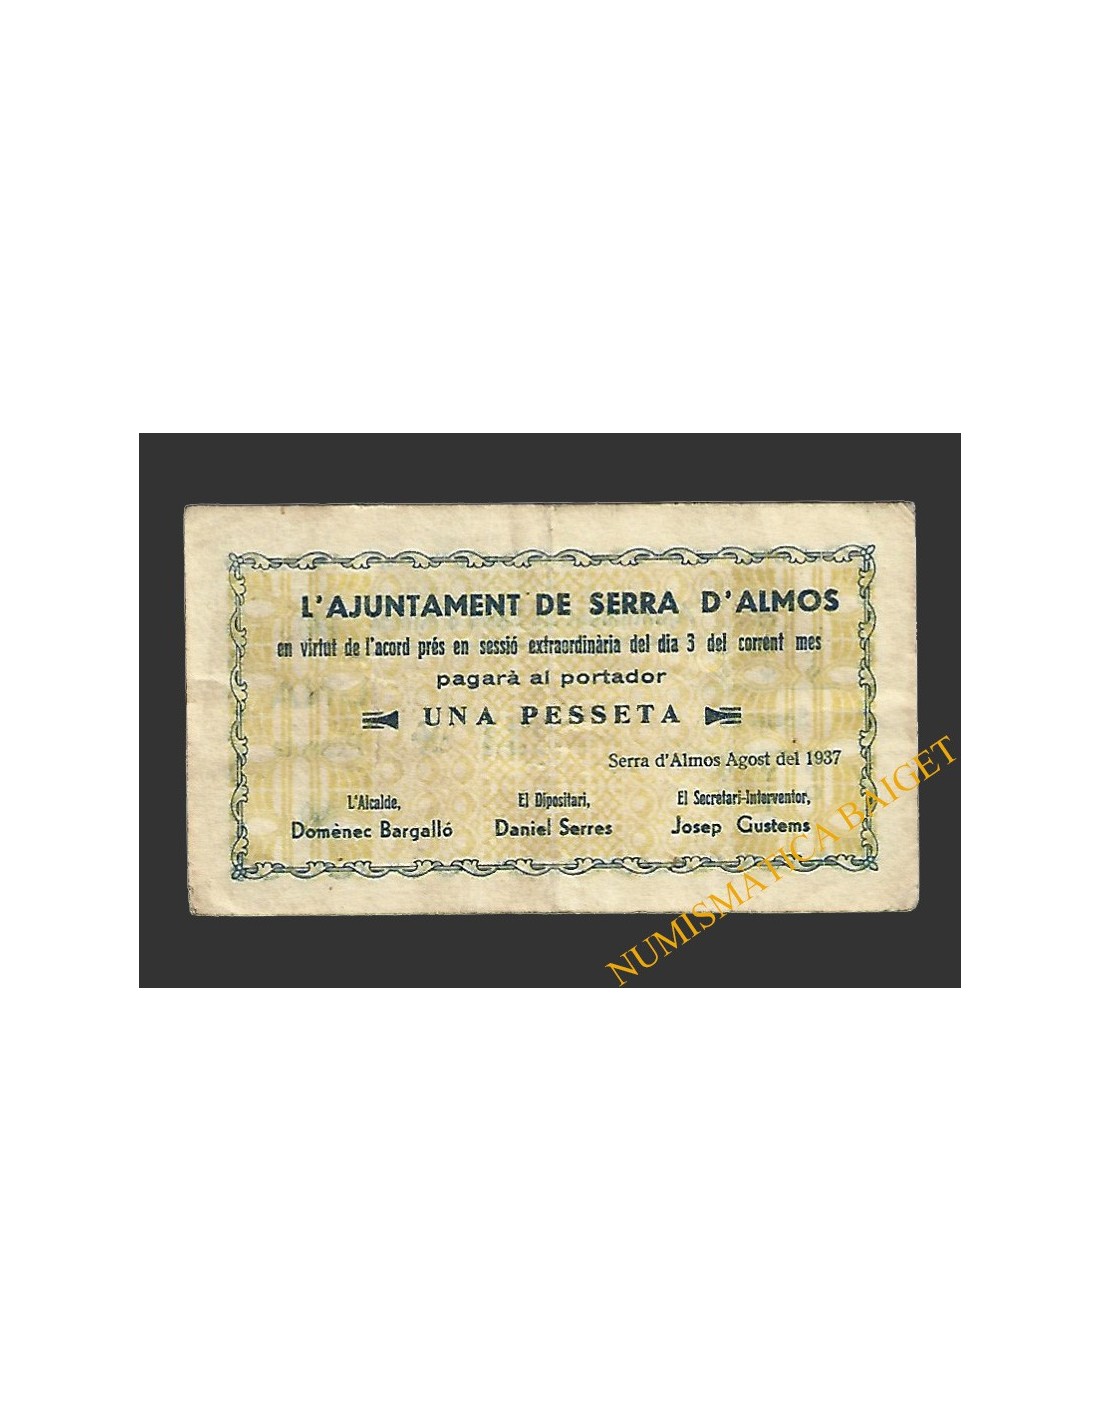 L'AJUNTAMENT DE SERRA D'ALMOS
en virtut de l'acord prés en sessió extraordinària del dia 3 del corrent mes
pagarà al portador
UNA PESSETA
Serra d'Almos Agost del 1937
L'Alcalde, El Dipositari, El Secretari-Interventor,
Domènec Bargalló Daniel Serres Josep Gustems
NUMISMATICA BAIGET